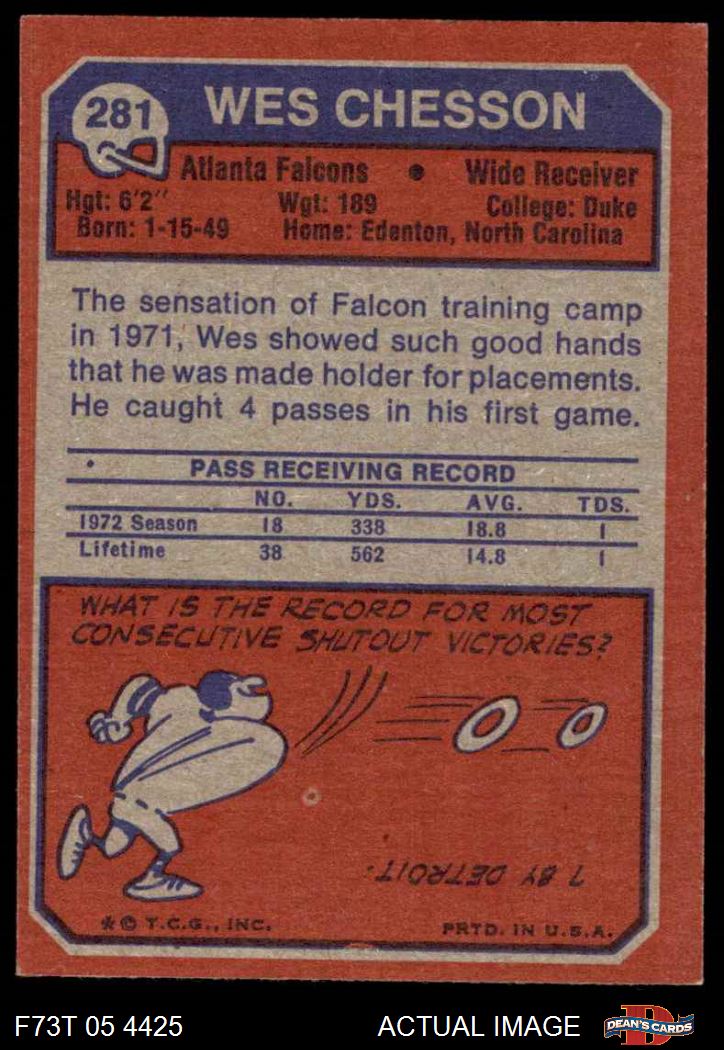 281
WES CHESSON
Atlanta Falcons • Wide Receiver
Hgt: 6'2" Wgt: 189 College: Duke
Born: 1-15-49 Home: Edenton, North Carolina
The sensation of Falcon training camp
in 1971, Wes showed such good hands
that he was made holder for placements.
He caught 4 passes in his first game.
PASS RECEIVING RECORD
NO. YDS. AVG. TDS.
1972 Season 18 338 18.8 1
Lifetime 38 562 14.8 1
WHAT IS THE RECORD FOR MOST
CONSECUTIVE SHUTOUT VICTORIES?
7 BY DETROIT.
* © T.C.G., INC. PRTD. IN U.S.A.
F73T 05 4425 ACTUAL IMAGE D DEAN'S CARDS